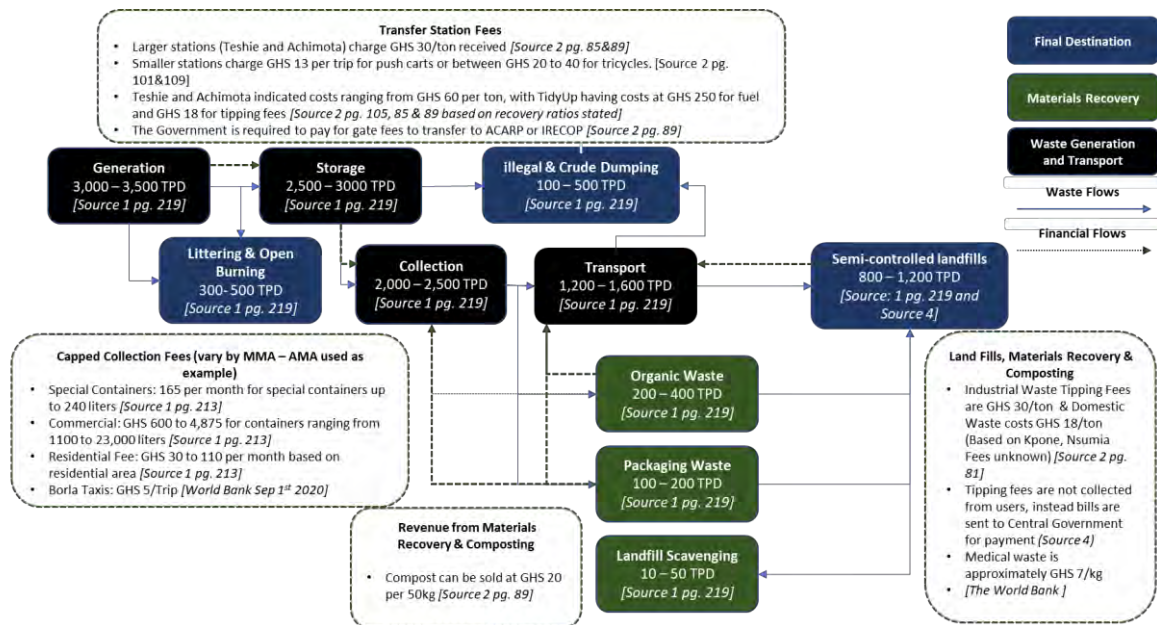 Transfer Station Fees
• Larger stations (Teshie and Achimota) charge GHS 30/ton received [Source 2 pg. 85&89]
• Smaller stations charge GHS 13 per trip for push carts or between GHS 20 to 40 for tricycles. [Source 2 pg.
101&109]
• Teshie and Achimota indicated costs ranging from GHS 60 per ton, with TidyUp having costs at GHS 250 for fuel
and GHS 18 for tipping fees [Source 2 pg. 105, 85 & 89 based on recovery ratios stated]
• The Government is required to pay for gate fees to transfer to ACARP or IRECOP [Source 2 pg. 89]
Final Destination
Materials Recovery
Waste Generation
and Transport
Waste Flows
Financial Flows
Generation
3,000 – 3,500 TPD
[Source 1 pg. 219]
Storage
2,500 – 3000 TPD
[Source 1 pg. 219]
illegal & Crude Dumping
100 – 500 TPD
[Source 1 pg. 219]
Littering & Open
Burning
300- 500 TPD
[Source 1 pg. 219]
Collection
2,000 – 2,500 TPD
[Source 1 pg. 219]
Transport
1,200 – 1,600 TPD
[Source 1 pg. 219]
Semi-controlled landfills
800 – 1,200 TPD
[Source: 1 pg. 219 and
Source 4]
Capped Collection Fees (vary by MMA – AMA used as
example)
• Special Containers: 165 per month for special containers up
to 240 liters [Source 1 pg. 213]
• Commercial: GHS 600 to 4,875 for containers ranging from
1100 to 23,000 liters [Source 1 pg. 213]
• Residential Fee: GHS 30 to 110 per month based on
residential area [Source 1 pg. 213]
• Borla Taxis: GHS 5/Trip [World Bank Sep 1st 2020]
Organic Waste
200 – 400 TPD
[Source 1 pg. 219]
Packaging Waste
100 – 200 TPD
[Source 1 pg. 219]
Landfill Scavenging
10 – 50 TPD
[Source 1 pg. 219]
Revenue from Materials
Recovery & Composting
• Compost can be sold at GHS 20
per 50kg [Source 2 pg. 89]
Land Fills, Materials Recovery &
Composting
• Industrial Waste Tipping Fees
are GHS 30/ton & Domestic
Waste costs GHS 18/ton
(Based on Kpone, Nsumia
Fees unknown) [Source 2 pg.
81]
• Tipping fees are not collected
from users, instead bills are
sent to Central Government
for payment (Source 4)
• Medical waste is
approximately GHS 7/kg
• [The World Bank ]